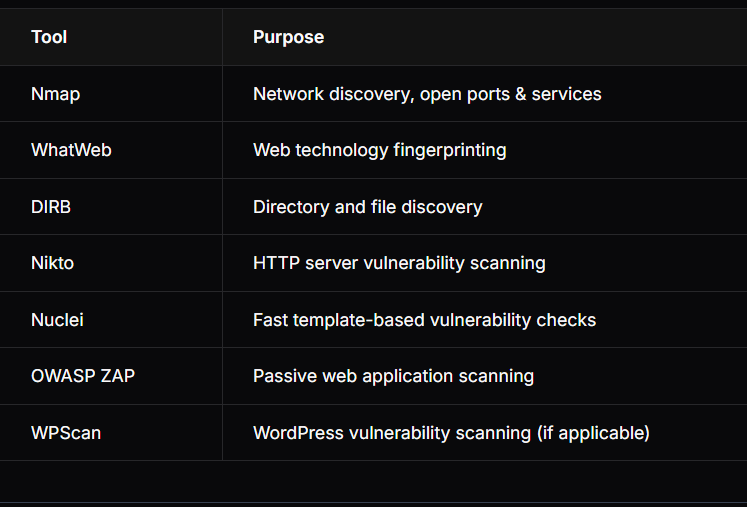 Tool Purpose
Nmap Network discovery, open ports & services
WhatWeb Web technology fingerprinting
DIRB Directory and file discovery
Nikto HTTP server vulnerability scanning
Nuclei Fast template-based vulnerability checks
OWASP ZAP Passive web application scanning
WPScan WordPress vulnerability scanning (if applicable)